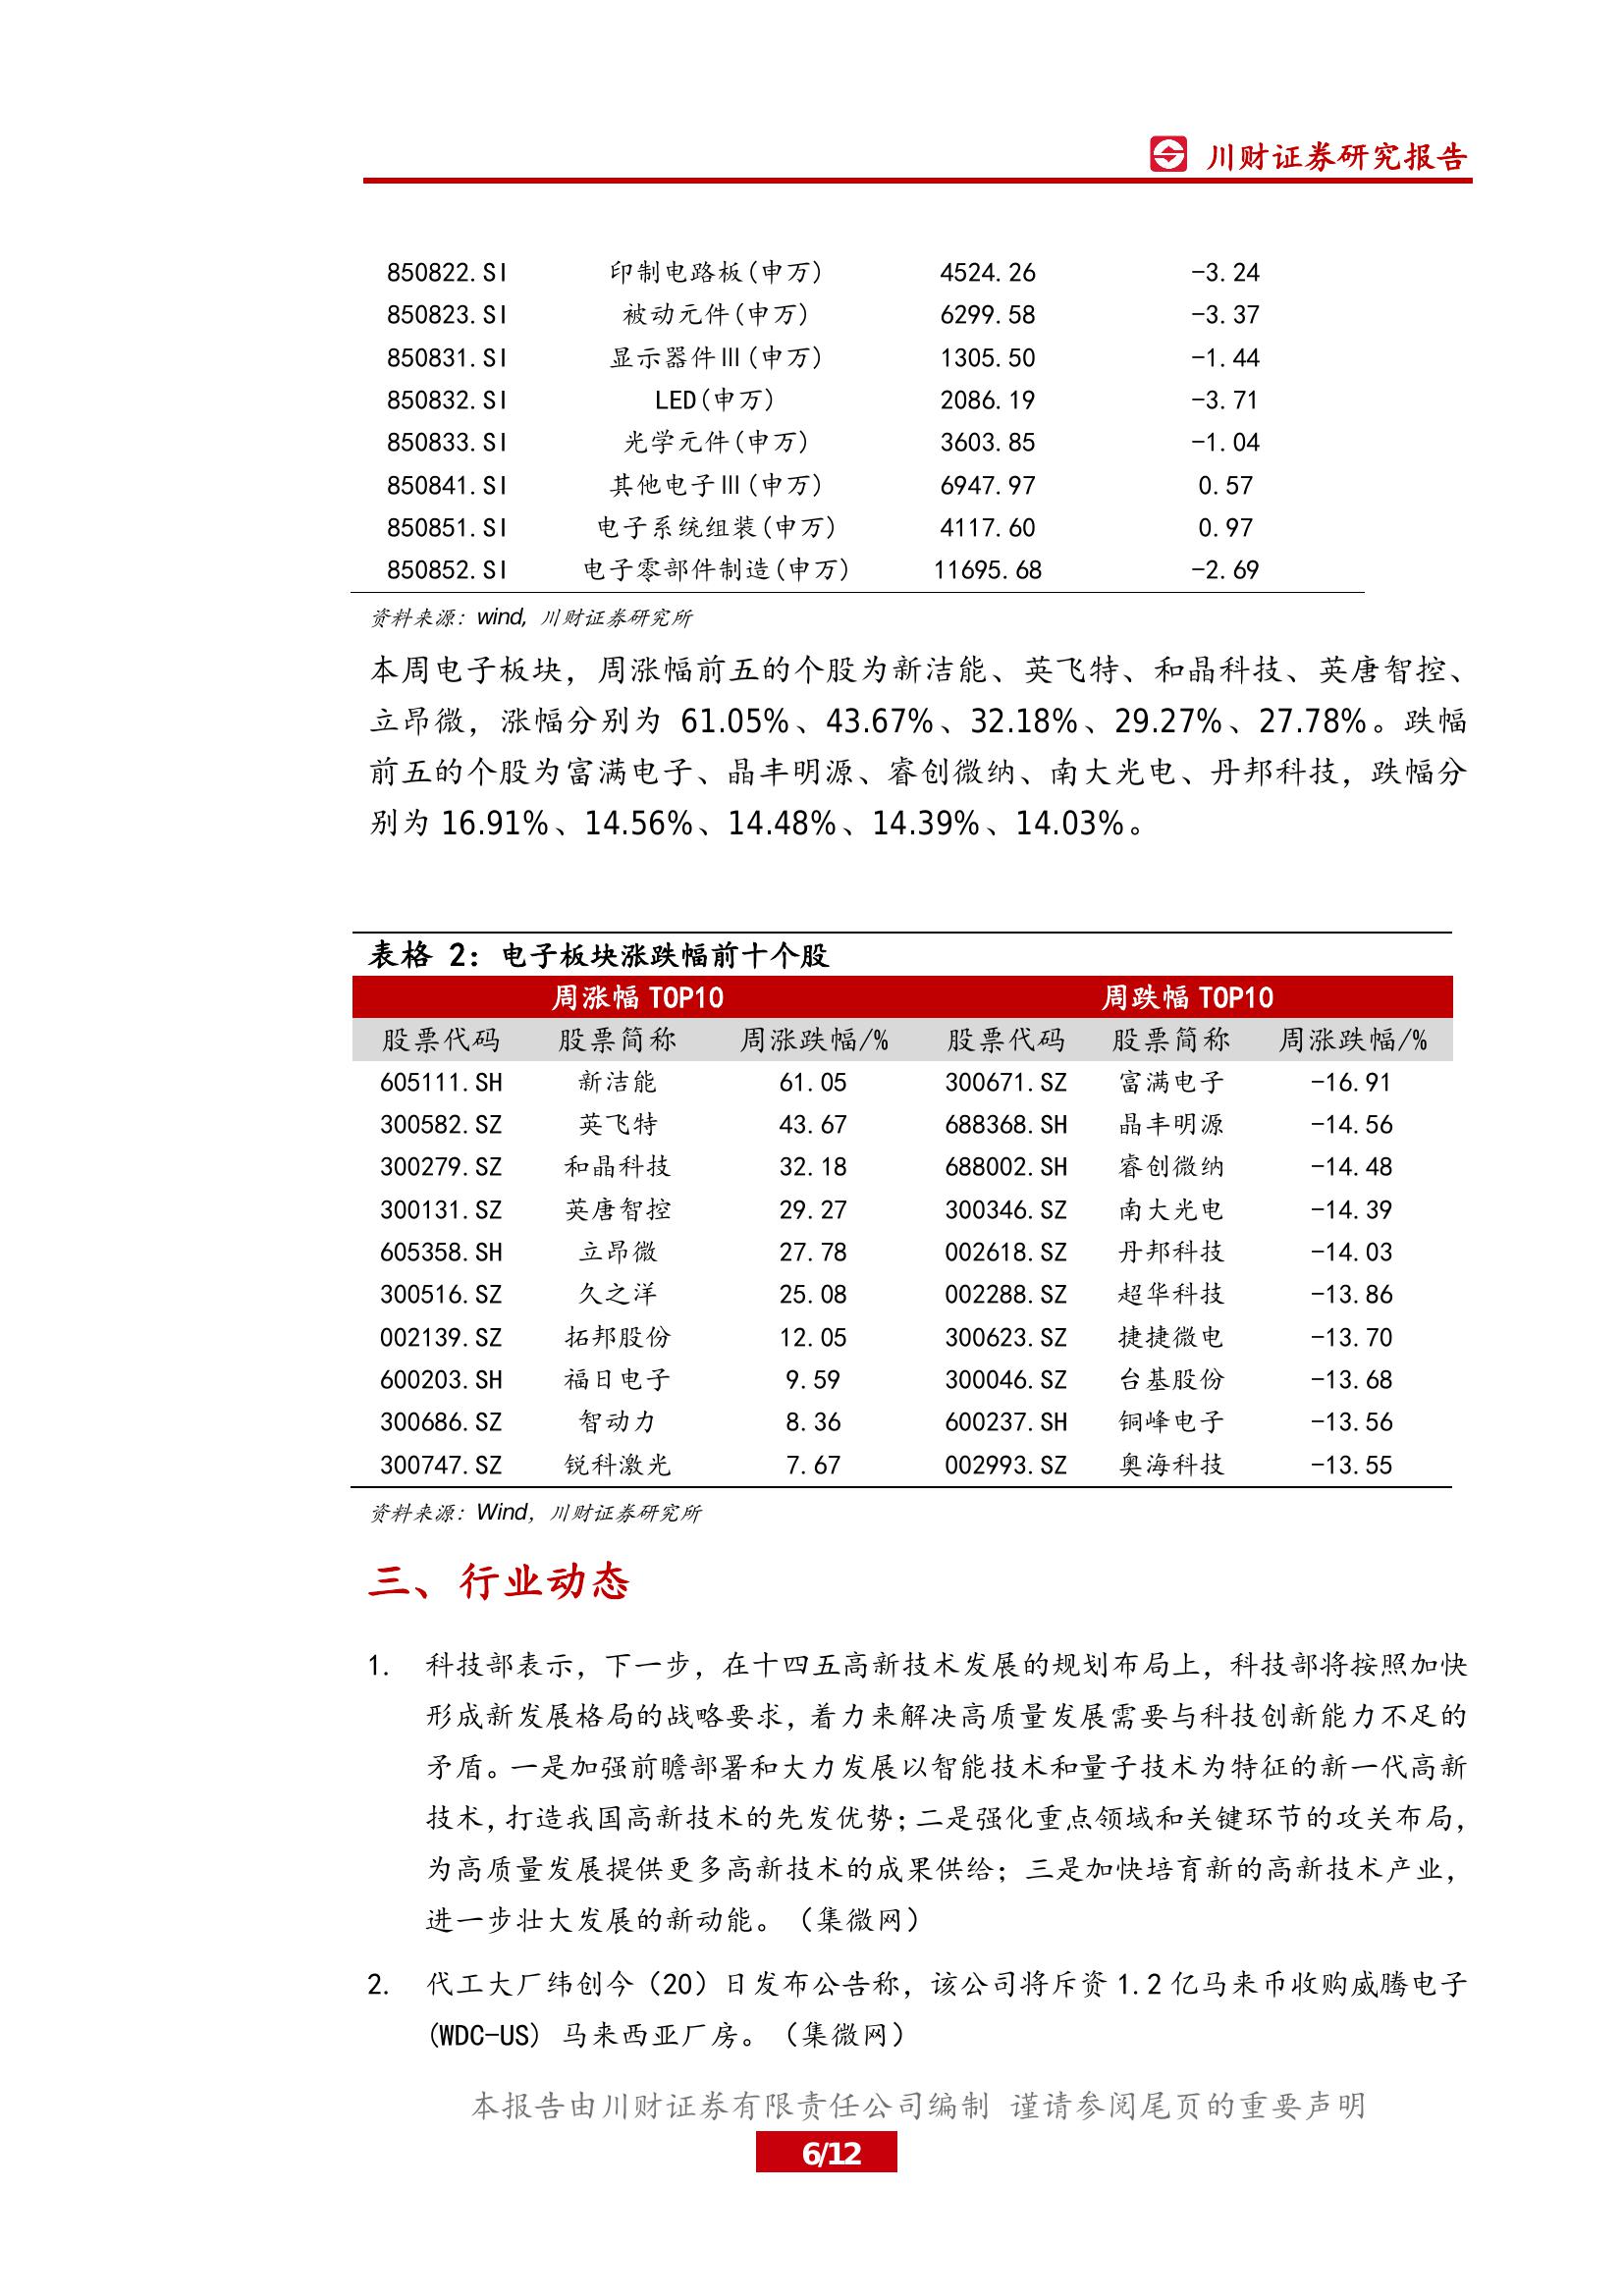 川财证券研究报告
850822.SI 印制电路板(申万) 4524.26 -3.24
850823.SI 被动元件(申万) 6299.58 -3.37
850831.SI 显示器件Ⅲ(申万) 1305.50 -1.44
850832.SI LED(申万) 2086.19 -3.71
850833.SI 光学元件(申万) 3603.85 -1.04
850841.SI 其他电子Ⅲ(申万) 6947.97 0.57
850851.SI 电子系统组装(申万) 4117.60 0.97
850852.SI 电子零部件制造(申万) 11695.68 -2.69
资料来源：wind, 川财证券研究所
本周电子板块，周涨幅前五的个股为新洁能、英飞特、和晶科技、英唐智控、
立昂微，涨幅分别为 61.05%、43.67%、32.18%、29.27%、27.78%。跌幅
前五的个股为富满电子、晶丰明源、睿创微纳、南大光电、丹邦科技，跌幅分
别为 16.91%、14.56%、14.48%、14.39%、14.03%。
表格 2：电子板块涨跌幅前十个股
周涨幅 TOP10 周跌幅 TOP10
股票代码 股票简称 周涨跌幅/% 股票代码 股票简称 周涨跌幅/%
605111.SH 新洁能 61.05 300671.SZ 富满电子 -16.91
300582.SZ 英飞特 43.67 688368.SH 晶丰明源 -14.56
300279.SZ 和晶科技 32.18 688002.SH 睿创微纳 -14.48
300131.SZ 英唐智控 29.27 300346.SZ 南大光电 -14.39
605358.SH 立昂微 27.78 002618.SZ 丹邦科技 -14.03
300516.SZ 久之洋 25.08 002288.SZ 超华科技 -13.86
002139.SZ 拓邦股份 12.05 300623.SZ 捷捷微电 -13.70
600203.SH 福日电子 9.59 300046.SZ 台基股份 -13.68
300686.SZ 智动力 8.36 600237.SH 铜峰电子 -13.56
300747.SZ 锐科激光 7.67 002993.SZ 奥海科技 -13.55
资料来源：Wind，川财证券研究所
三、行业动态
1. 科技部表示，下一步，在十四五高新技术发展的规划布局上，科技部将按照加快
形成新发展格局的战略要求，着力来解决高质量发展需要与科技创新能力不足的
矛盾。一是加强前瞻部署和大力发展以智能技术和量子技术为特征的新一代高新
技术，打造我国高新技术的先发优势；二是强化重点领域和关键环节的攻关布局，
为高质量发展提供更多高新技术的成果供给；三是加快培育新的高新技术产业，
进一步壮大发展的新动能。（集微网）
2. 代工大厂纬创今（20）日发布公告称，该公司将斥资 1.2 亿马来币收购威腾电子
(WDC-US) 马来西亚厂房。（集微网）
本报告由川财证券有限责任公司编制 谨请参阅尾页的重要声明
6/12